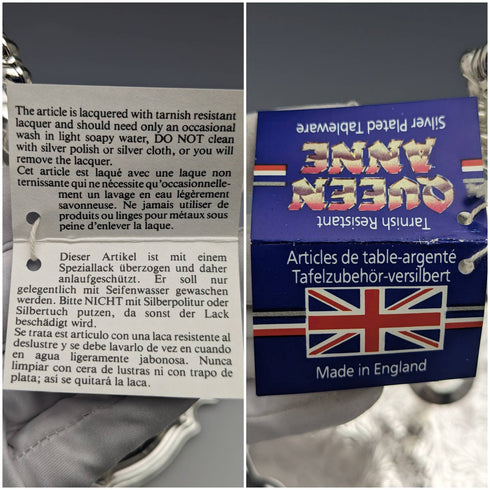 The article is lacquered with tarnish resistant
lacquer and should need only an occasional
wash in light soapy water, DO NOT clean
with silver polish or silver cloth, or you will
remove the lacquer.
Cet article est laqué avec une laque non
ternissante qui ne nécessite qu'occasionnelle-
ment un lavage en eau légèrement
savonneuse. Ne jamais utiliser de
produits ou linges pour métaux sous
peine d'enlever la laque.
Dieser Artikel ist mit einem
Speziallack überzogen und daher
anlaufgeschützt. Er soll nur
gelegentlich mit Seifenwasser gewaschen
werden. Bitte NICHT mit Silberpolitur oder
Silbertuch putzen, da sonst der Lack
beschädigt wird.
Se trata est artículo con una laca resistente al
deslustre y se debe lavarlo de vez en cuando
en agua ligeramente jabonosa. Nunca
limpiar con cera de lustras ni con trapo de
plata; así se quitará la laca.
Tarnish Resistant
QUEEN
ANNE
Silver Plated Tableware
Articles de table-argenté
Tafelzubehör-versilbert
Made in England